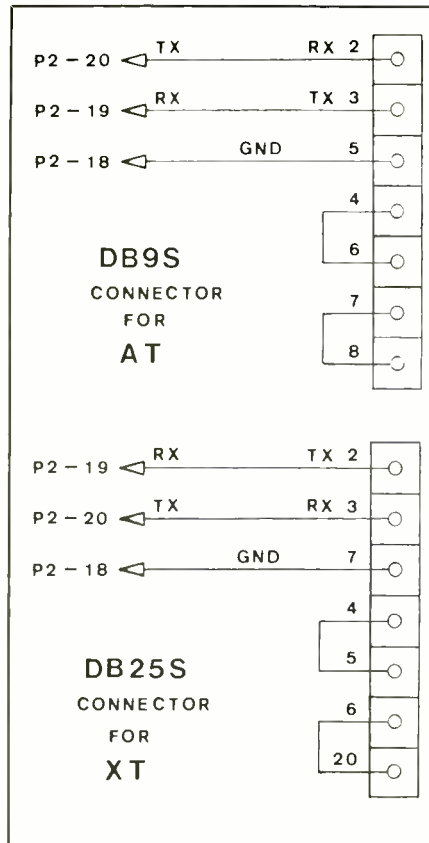 P2-20 TX RX 2
P2-19 RX TX 3
P2-18 GND 5
4
6
7
8
DB9S
CONNECTOR
FOR
AT
P2-19 RX TX 2
P2-20 TX RX 3
P2-18 GND 7
4
5
6
20
DB25S
CONNECTOR
FOR
XT